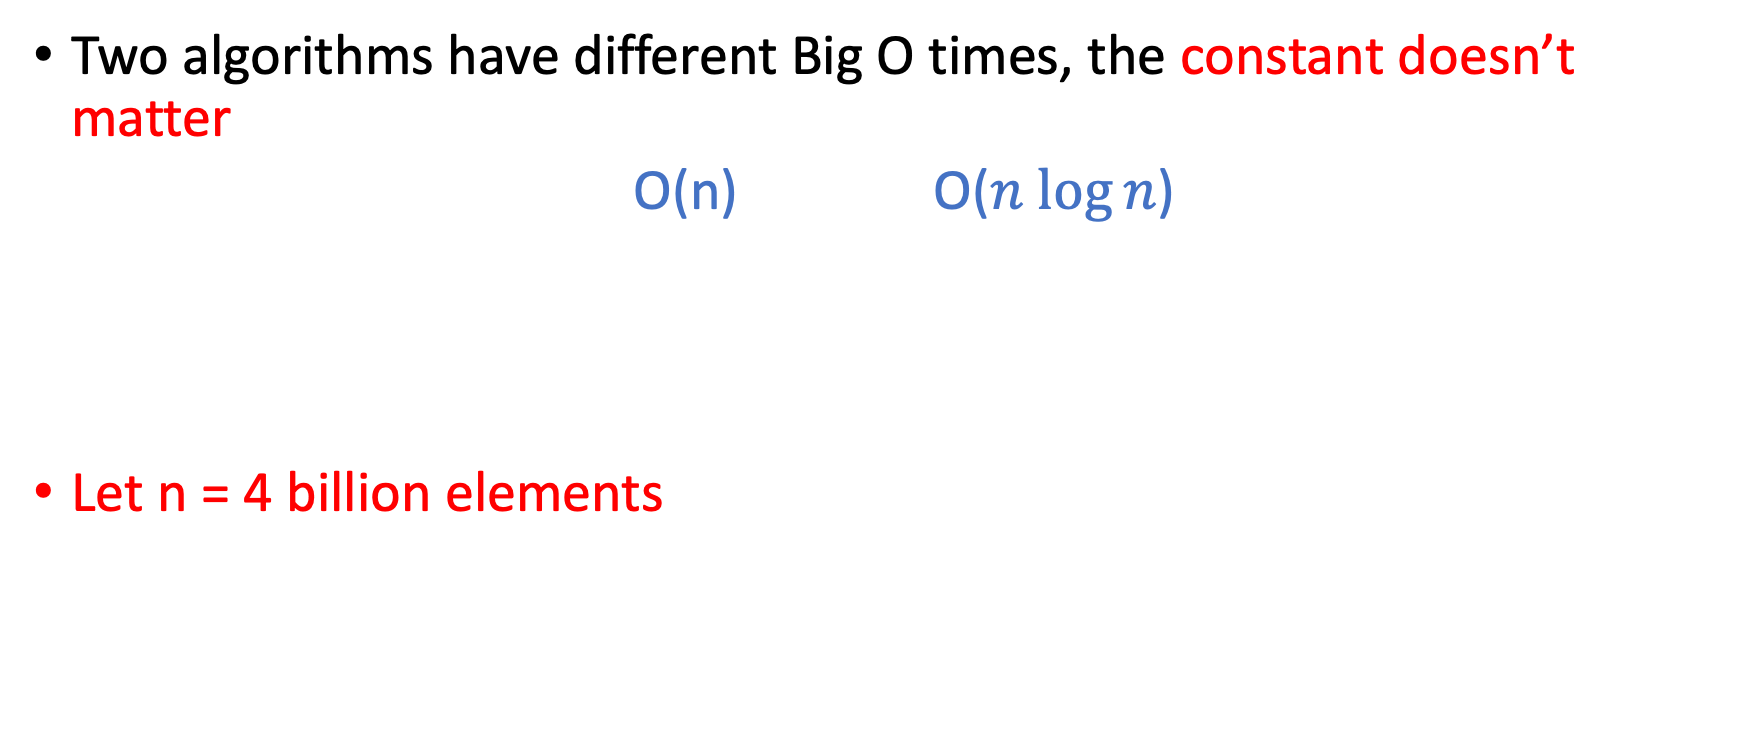 • Two algorithms have different Big O times, the constant doesn’t
matter
O(n) O(n log n)
• Let n = 4 billion elements